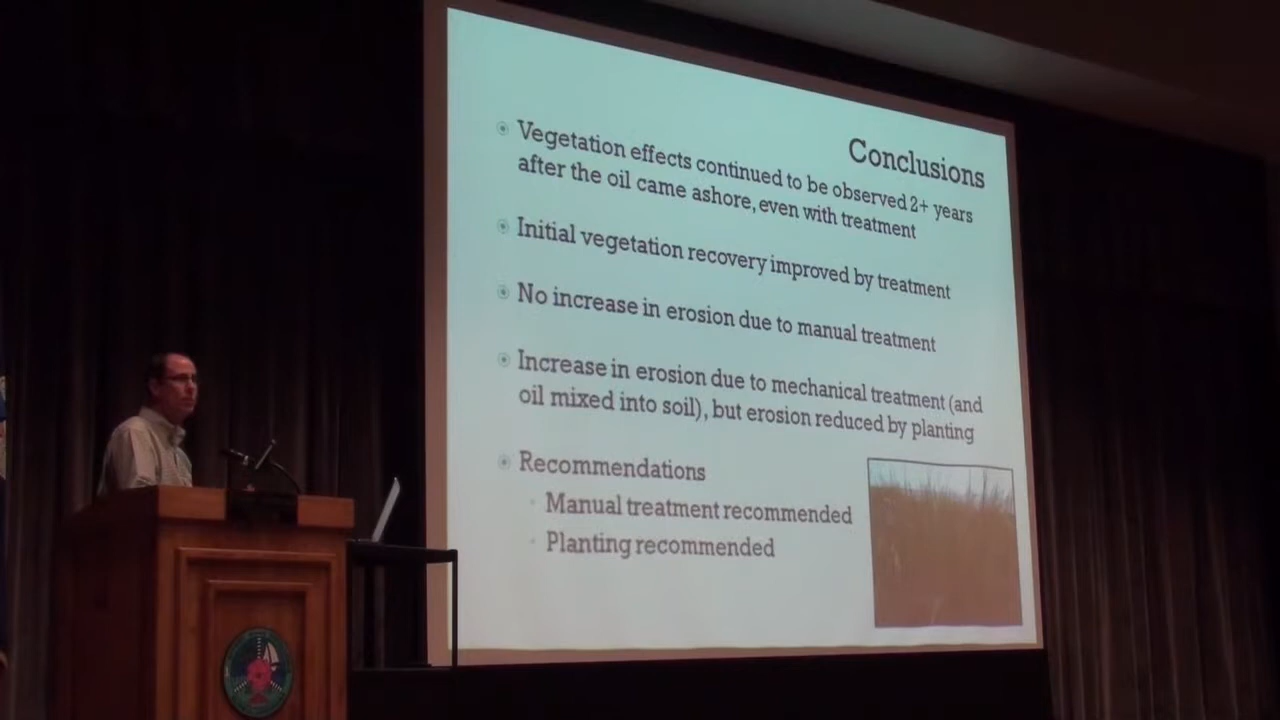 Conclusions
Vegetation effects continued to be observed 2+ years
after the oil came ashore, even with treatment
Initial vegetation recovery improved by treatment
No increase in erosion due to manual treatment
Increase in erosion due to mechanical treatment (and
oil mixed into soil), but erosion reduced by planting
Recommendations
Manual treatment recommended
Planting recommended